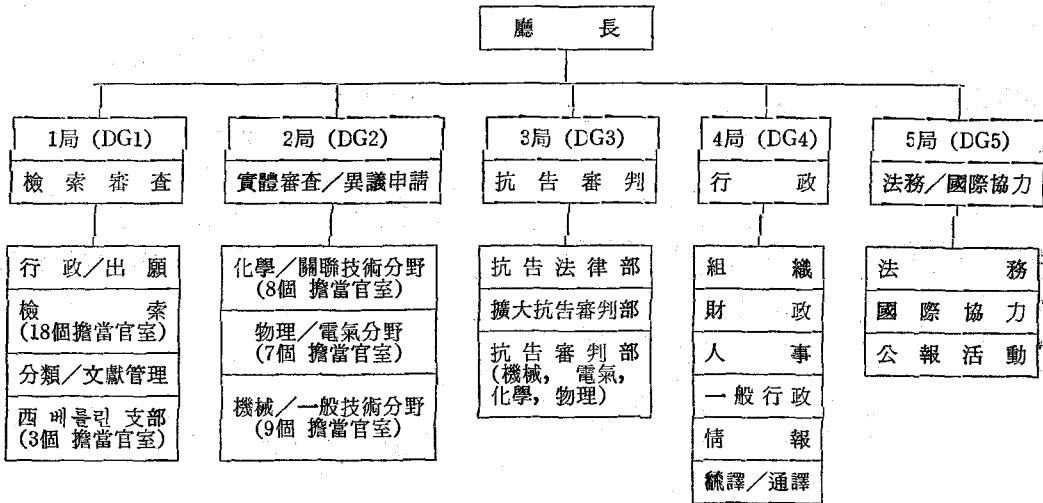 廳長
1局 (DG1)
檢索審査
行政/出願
檢索
(18個擔當官室)
分類/文獻管理
西 베를린 支部
(3個 擔當官室)
2局 (DG2)
實體審査/異議申請
化學/關聯技術分野
(8個 擔當官室)
物理/電氣分野
(7個 擔當官室)
機械/一般技術分野
(9個 擔當官室)
3局 (DG3)
抗告審判
抗告法律部
擴大抗告審判部
抗告審判部
(機械, 電氣,
化學, 物理)
4局 (DG4)
行政
組織
財政
人事
一般行政
情報
飜譯/通譯
5局 (DG5)
法務/國際協力
法務
國際協力
公報活動